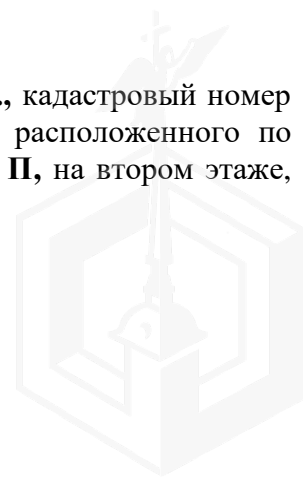 ., кадастровый номер
расположенного по
П, на втором этаже,